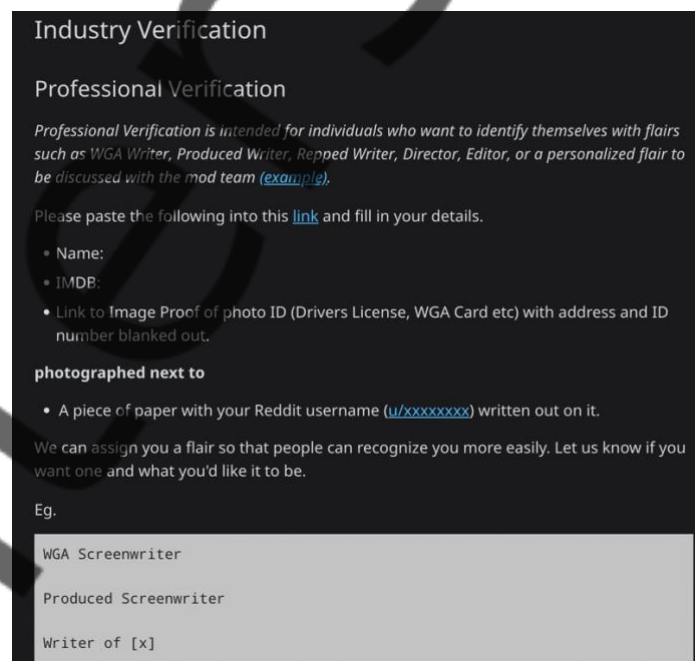 Industry Verification
Professional Verification
Professional Verification is intended for individuals who want to identify themselves with flairs
such as WGA Writer, Produced Writer, Repped Writer, Director, Editor, or a personalized flair to
be discussed with the mod team (example).
Please paste the following into this link and fill in your details.
• Name:
• IMDB:
• Link to Image Proof of photo ID (Drivers License, WGA Card etc) with address and ID
number blanked out.
photographed next to
• A piece of paper with your Reddit username (u/xxxxxxxx) written out on it.
We can assign you a flair so that people can recognize you more easily. Let us know if you
want one and what you'd like it to be.
Eg.
WGA Screenwriter
Produced Screenwriter
Writer of [x]